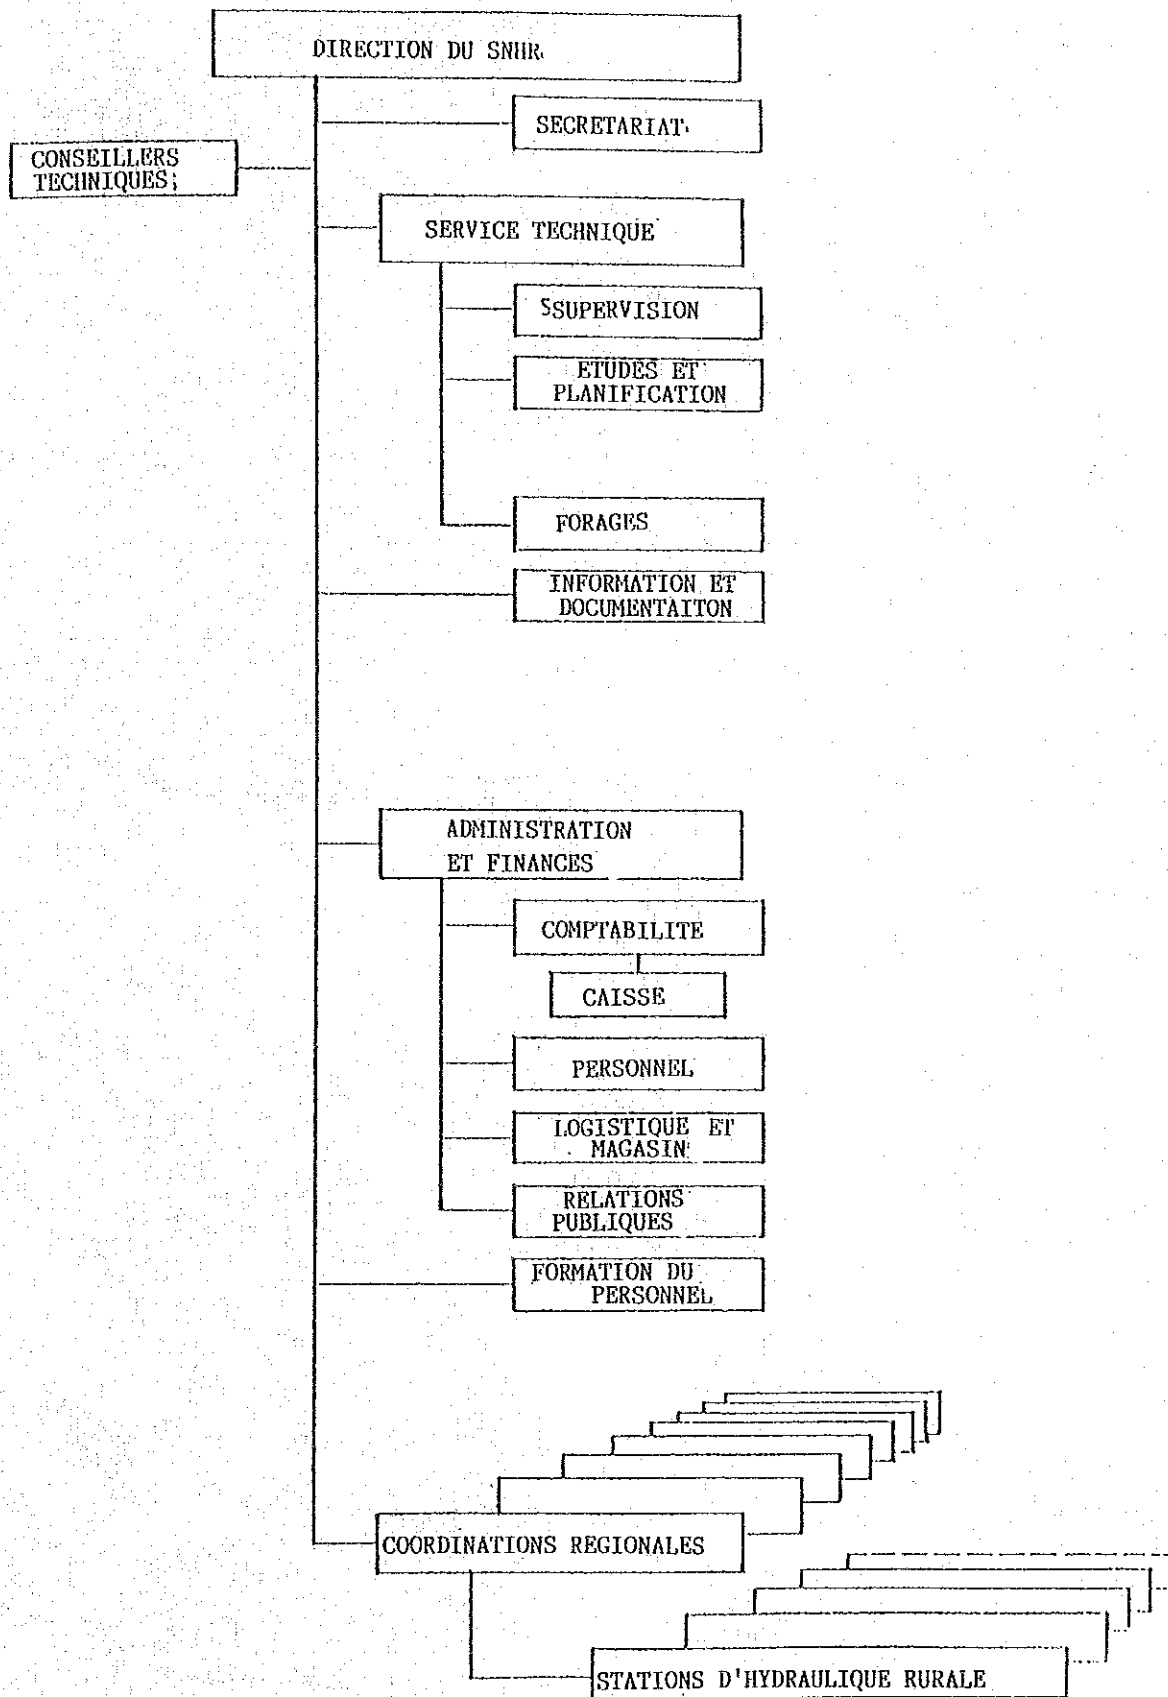 DIRECTION DU SNHR
SECRETARIAT
CONSEILLERS
TECHNIQUES
SERVICE TECHNIQUE
SSUPERVISION
ETUDES ET
PLANIFICATION
FORAGES
INFORMATION ET
DOCUMENTAITON
ADMINISTRATION
ET FINANCES
COMPTABILITE
CAISSE
PERSONNEL
LOGISTIQUE ET
MAGASIN
RELATIONS
PUBLIQUES
FORMATION DU
PERSONNEL
COORDINATIONS REGIONALES
STATIONS D'HYDRAULIQUE RURALE